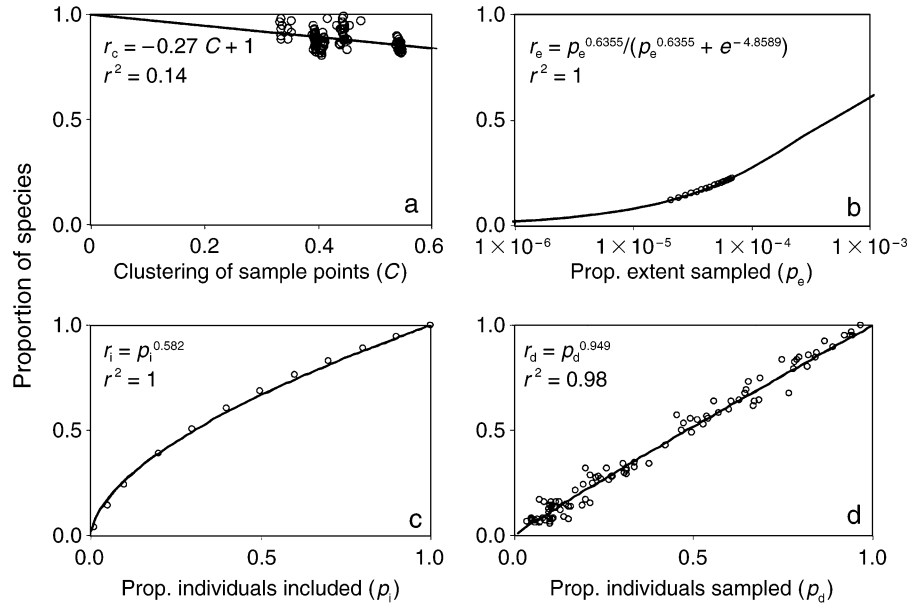 Proportion of species
1.0
0.5
0.0
r_c = −0.27 C + 1
r² = 0.14
a
0 0.2 0.4 0.6
Clustering of sample points (C)
1.0
0.5
0.0
r_e = p_e^0.6355/(p_e^0.6355 + e^−4.8589)
r² = 1
b
1 × 10⁻⁶ 1 × 10⁻⁵ 1 × 10⁻⁴ 1 × 10⁻³
Prop. extent sampled (p_e)
1.0
0.5
0.0
r_i = p_i^0.582
r² = 1
c
0.0 0.5 1.0
Prop. individuals included (p_i)
1.0
0.5
0.0
r_d = p_d^0.949
r² = 0.98
d
0.0 0.5 1.0
Prop. individuals sampled (p_d)